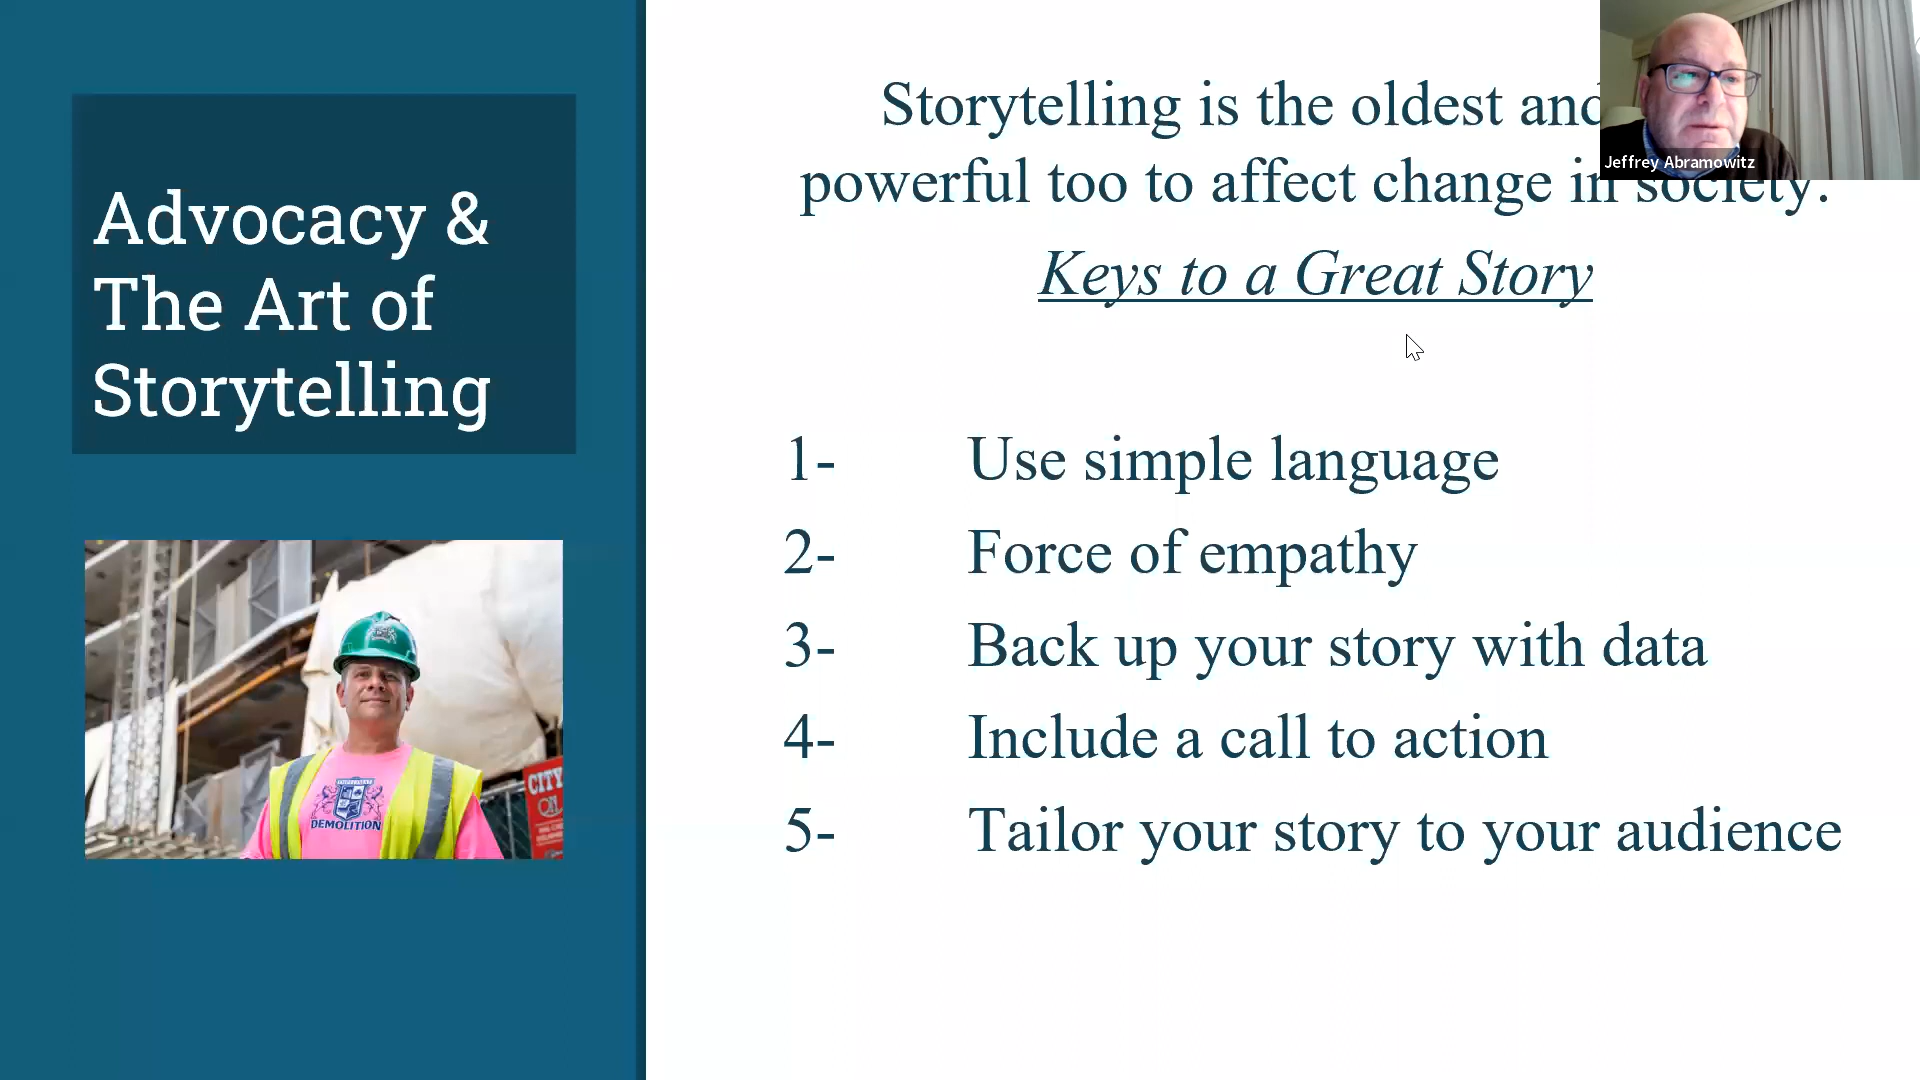 Advocacy &
The Art of
Storytelling
Storytelling is the oldest and
powerful too to affect change in society.
Keys to a Great Story
1- Use simple language
2- Force of empathy
3- Back up your story with data
4- Include a call to action
5- Tailor your story to your audience
Jeffrey Abramowitz
DEMOLITION
CITY
ON